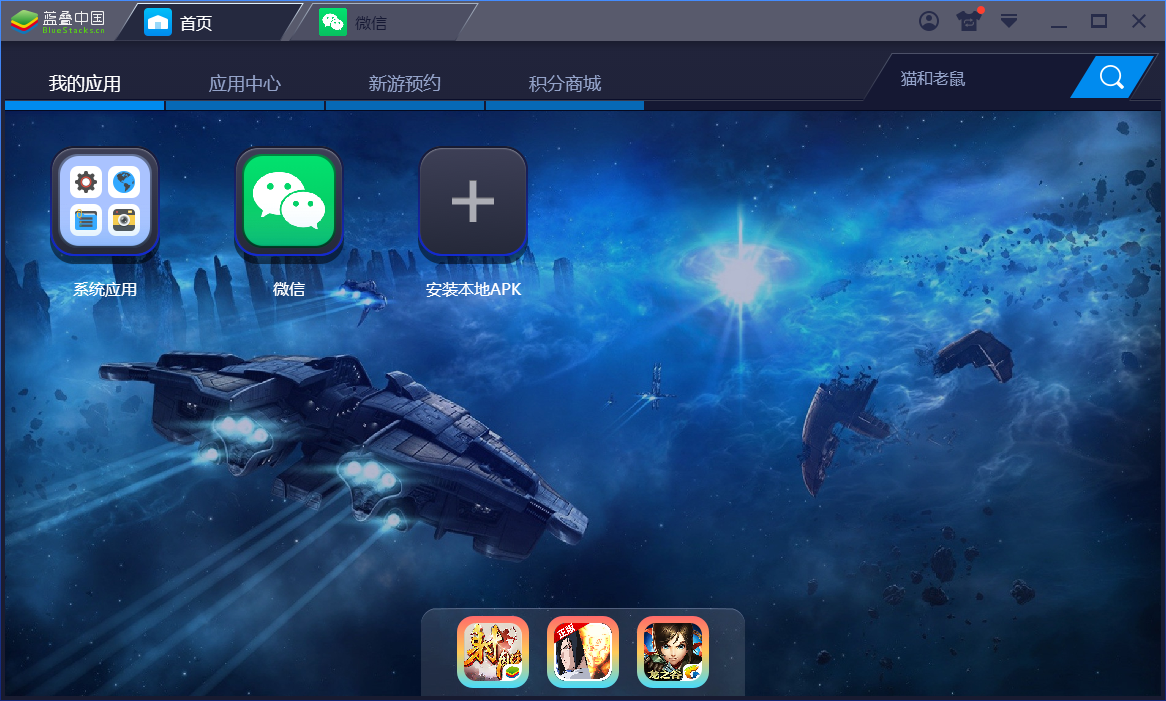 蓝叠中国
BlueStacks.cn
首页
微信
我的应用
应用中心
新游预约
积分商城
猫和老鼠
系统应用
微信
安装本地APK
射
正版
龙之谷